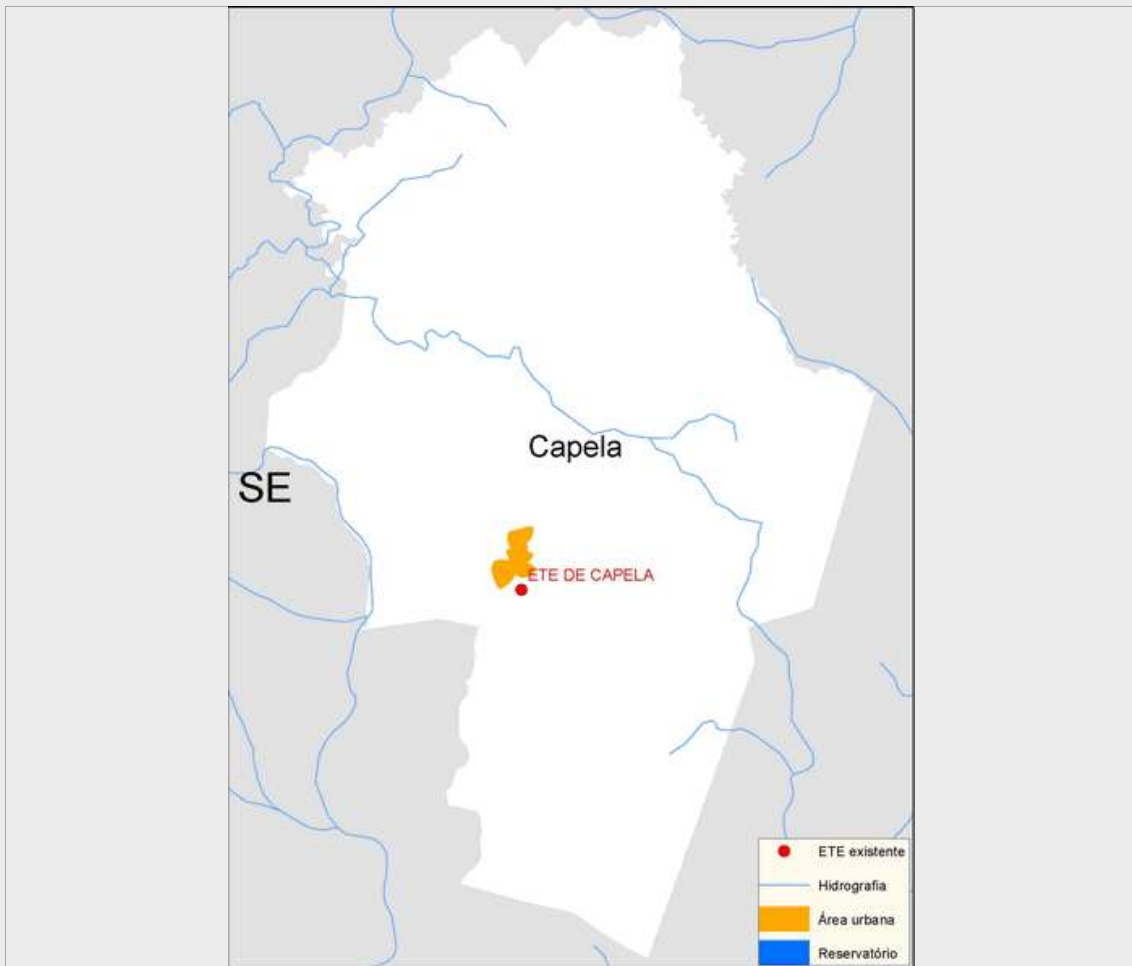 Capela
SE
ETE DE CAPELA
ETE existente
Hidrografia
Área urbana
Reservatório